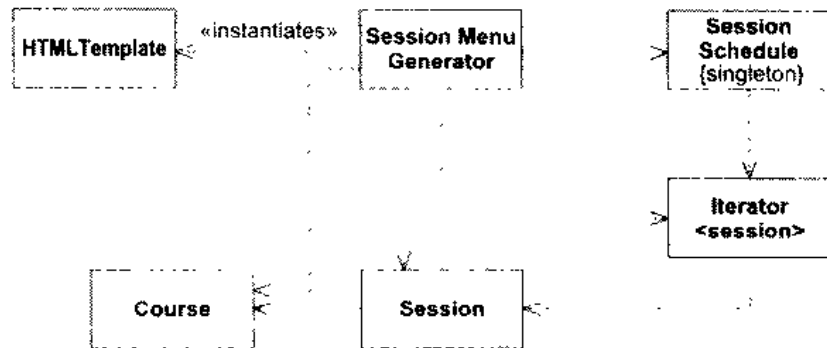 HTMLTemplate
«instantiates»
Session Menu
Generator
Session
Schedule
{singleton}
Iterator
<session>
Course
Session